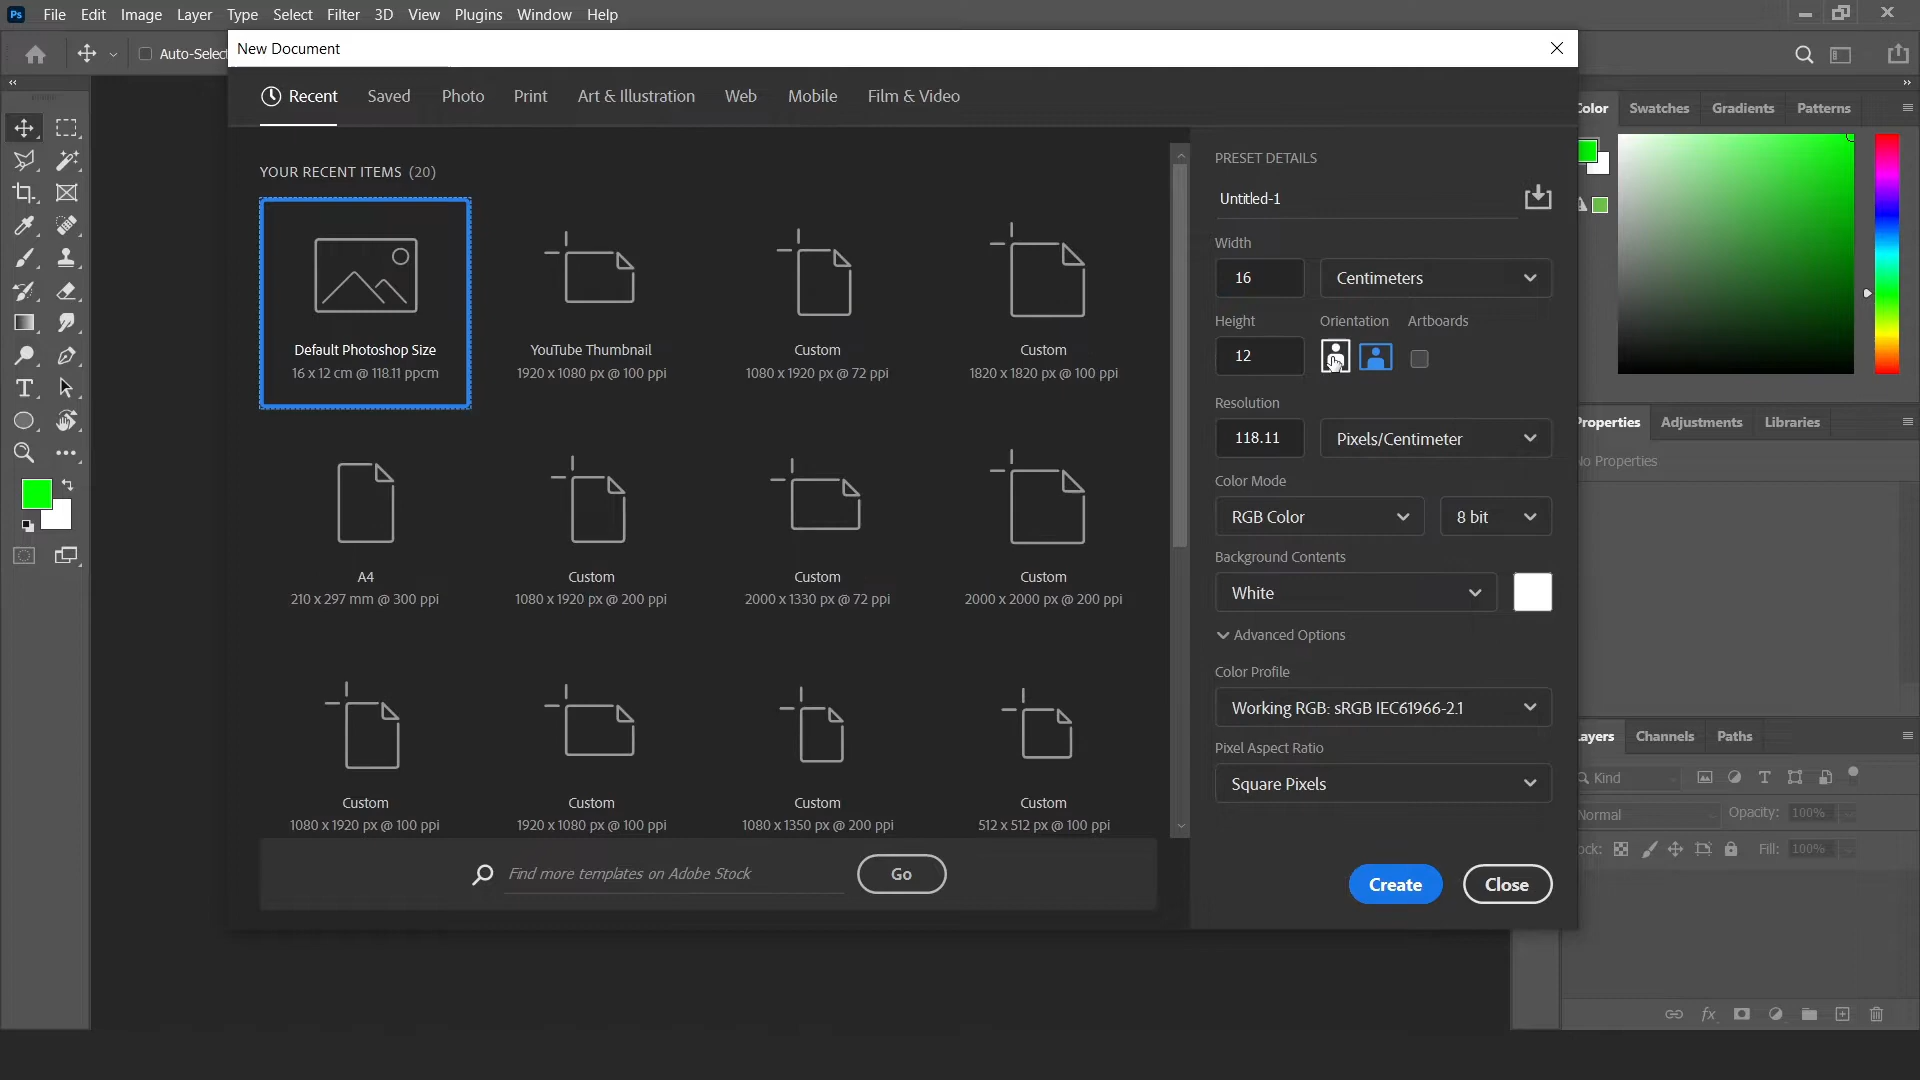 Ps File Edit Image Layer Type Select Filter 3D View Plugins Window Help
Auto-Select
New Document
Recent Saved Photo Print Art & Illustration Web Mobile Film & Video
YOUR RECENT ITEMS (20)
Default Photoshop Size
16 x 12 cm @ 118.11 ppcm
YouTube Thumbnail
1920 x 1080 px @ 100 ppi
Custom
1080 x 1920 px @ 72 ppi
Custom
1820 x 1820 px @ 100 ppi
A4
210 x 297 mm @ 300 ppi
Custom
1080 x 1920 px @ 200 ppi
Custom
2000 x 1330 px @ 72 ppi
Custom
2000 x 2000 px @ 200 ppi
Custom
1080 x 1920 px @ 100 ppi
Custom
1920 x 1080 px @ 100 ppi
Custom
1080 x 1350 px @ 200 ppi
Custom
512 x 512 px @ 100 ppi
Find more templates on Adobe Stock
Go
PRESET DETAILS
Untitled-1
Width
16 Centimeters
Height Orientation Artboards
12
Resolution
118.11 Pixels/Centimeter
Color Mode
RGB Color 8 bit
Background Contents
White
Advanced Options
Color Profile
Working RGB: sRGB IEC61966-2.1
Pixel Aspect Ratio
Square Pixels
Create Close
olor Swatches Gradients Patterns
roperties Adjustments Libraries
o Properties
ayers Channels Paths
Kind
Normal Opacity: 100%
ock: Fill: 100%
fx